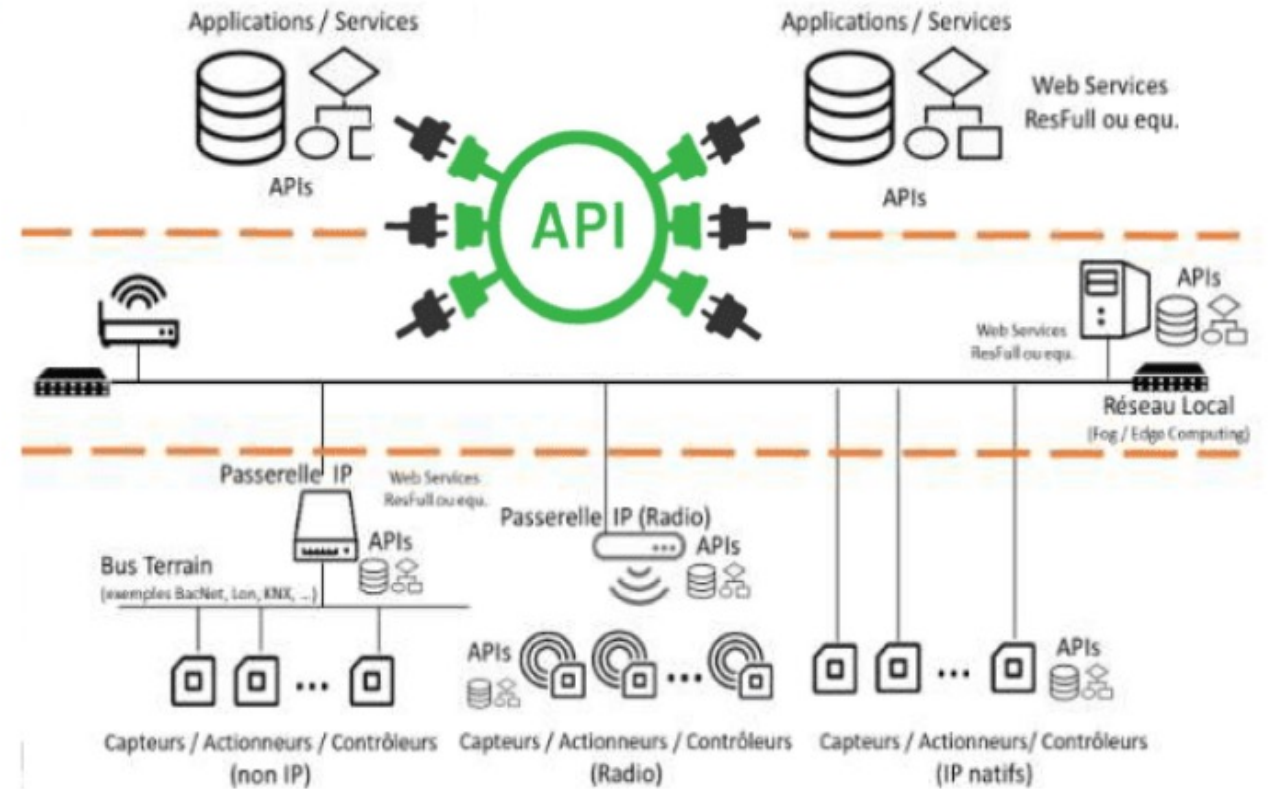 Applications / Services
Applications / Services
Web Services
ResFull ou equ.
APIs
APIs
API
APIs
Web Services
ResFull ou equ.
Réseau Local
(Fog / Edge Computing)
Passerelle IP
Web Services
ResFull ou equ.
APIs
Passerelle IP (Radio)
APIs
Bus Terrain
(exemples BacNet, Lon, KNX, ...)
APIs
...
...
...
APIs
Capteurs / Actionneurs / Contrôleurs
(non IP)
Capteurs / Actionneurs / Contrôleurs
(Radio)
Capteurs / Actionneurs/ Contrôleurs
(IP natifs)